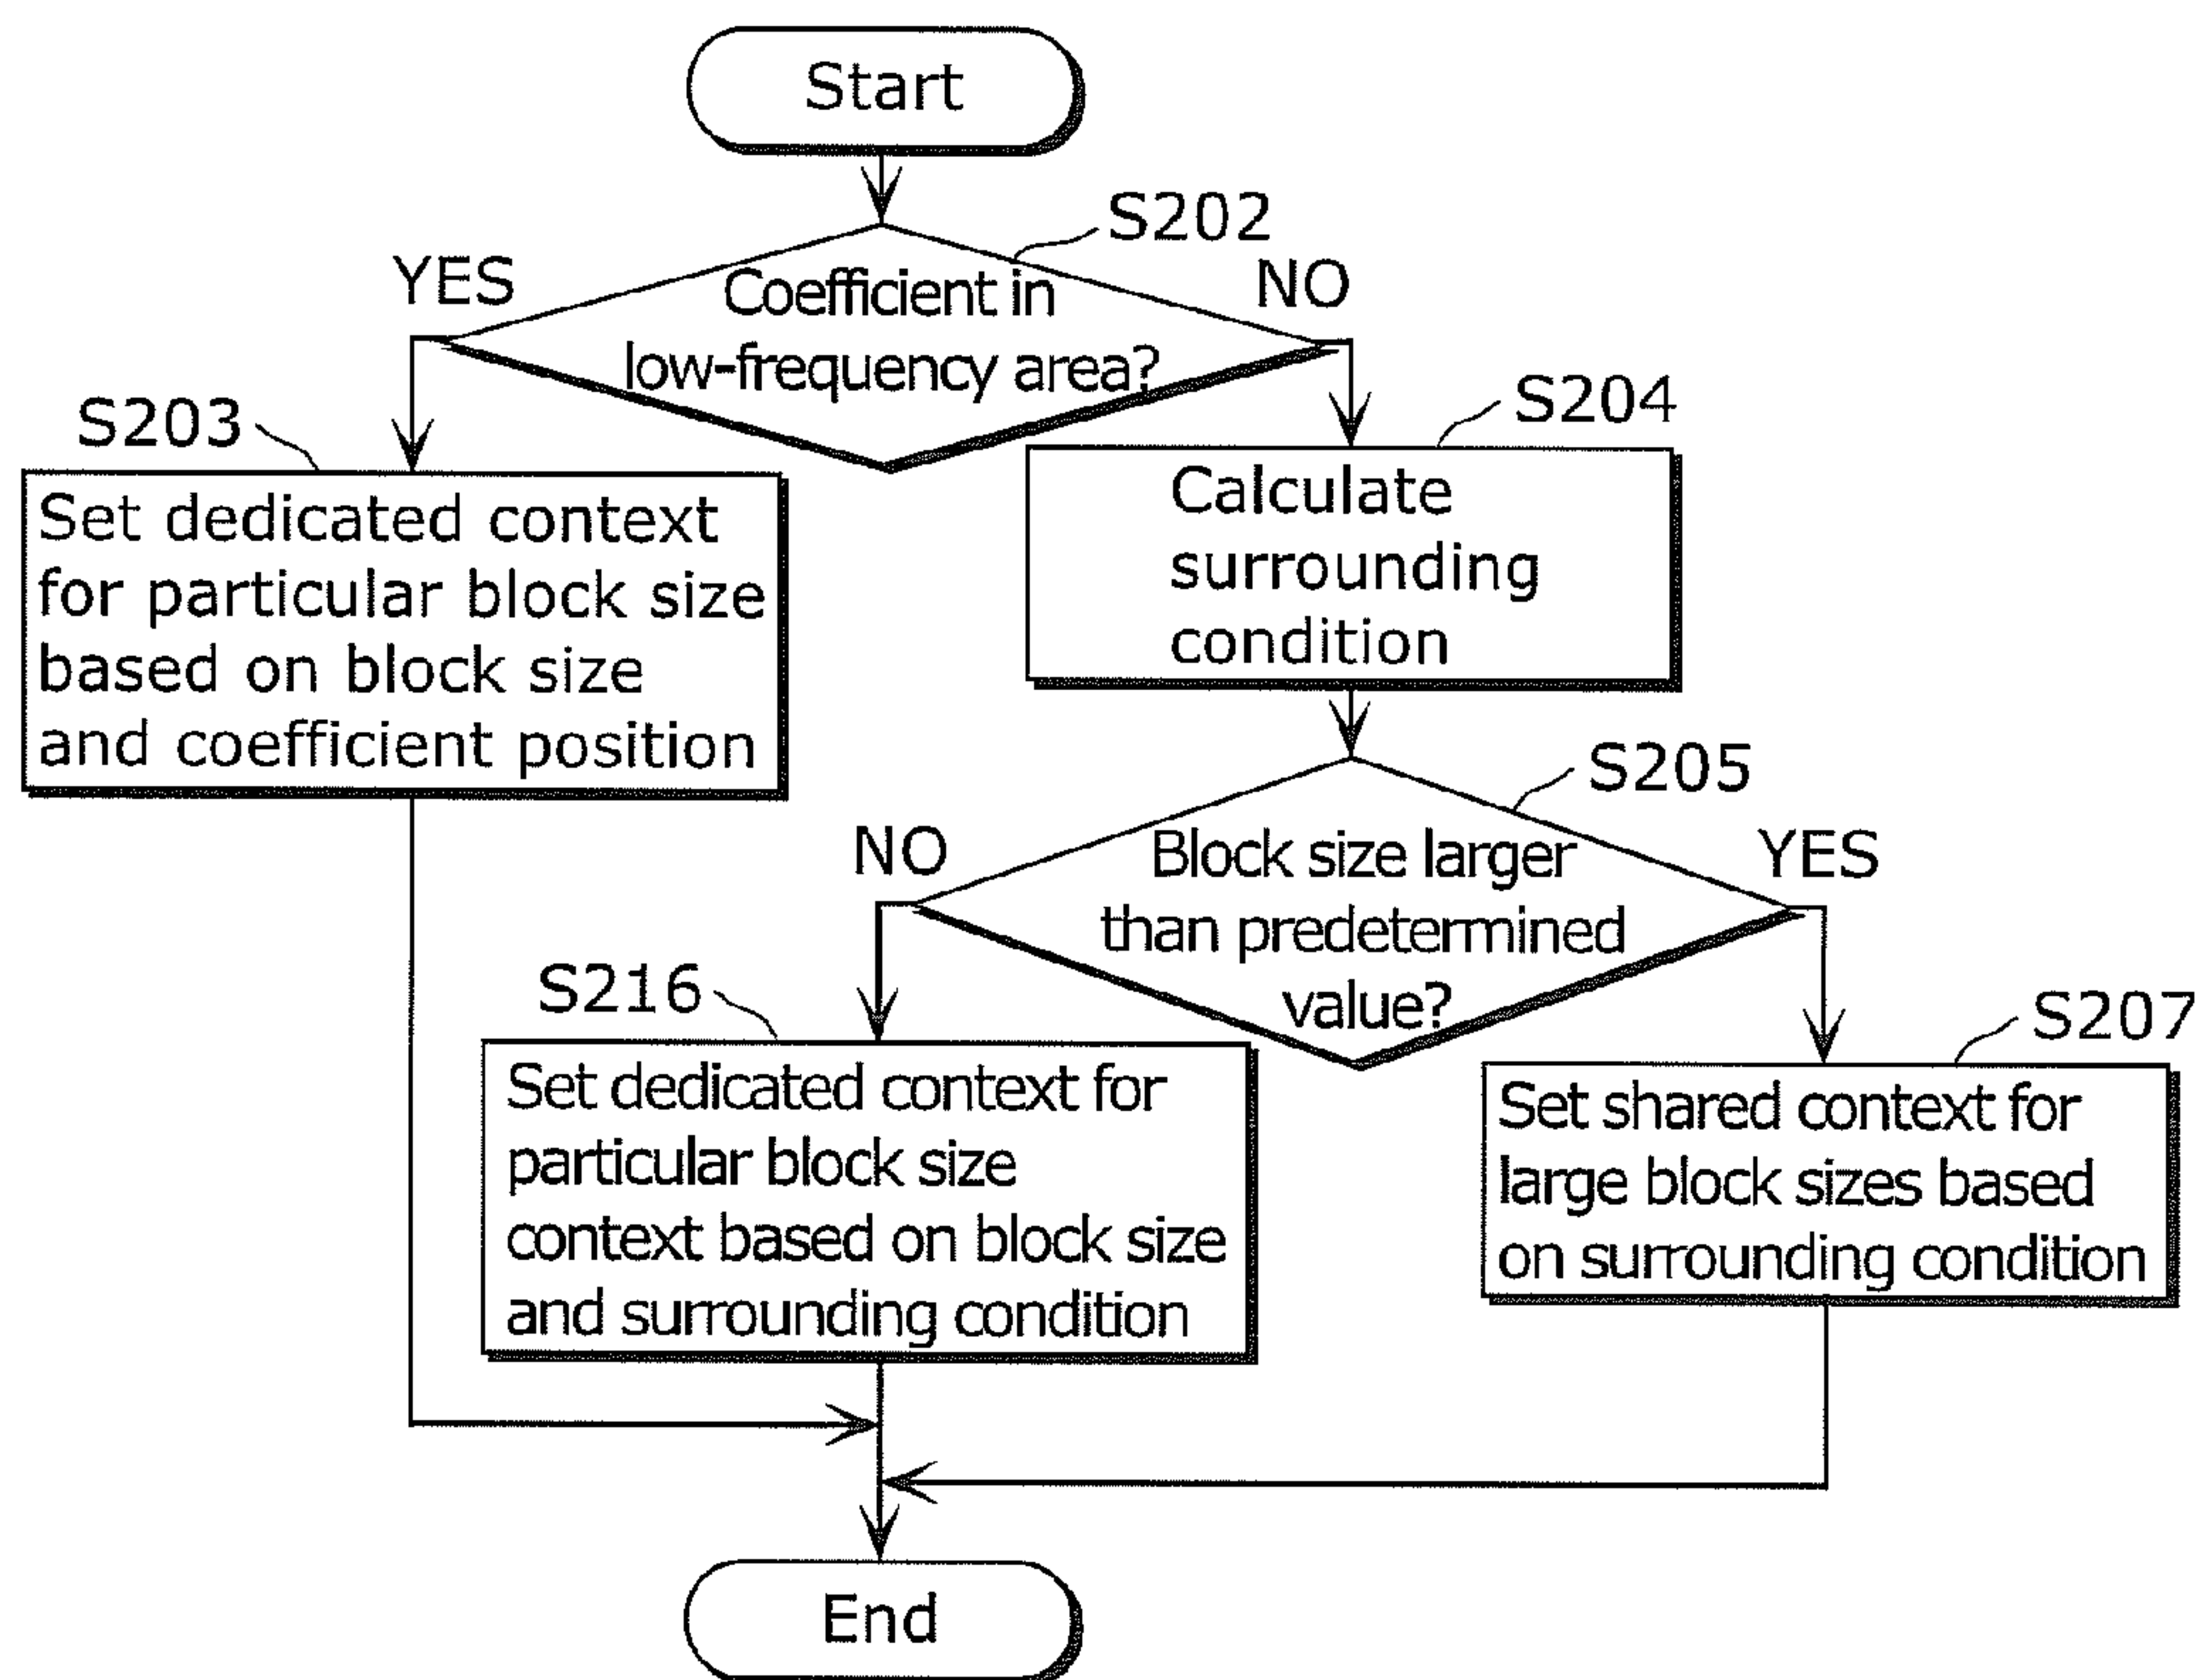 Start
S202
YES
NO
Coefficient in
low-frequency area?
S203
Set dedicated context
for particular block size
based on block size
and coefficient position
S204
Calculate
surrounding
condition
S205
NO
YES
Block size larger
than predetermined
value?
S216
Set dedicated context for
particular block size
context based on block size
and surrounding condition
S207
Set shared context for
large block sizes based
on surrounding condition
End